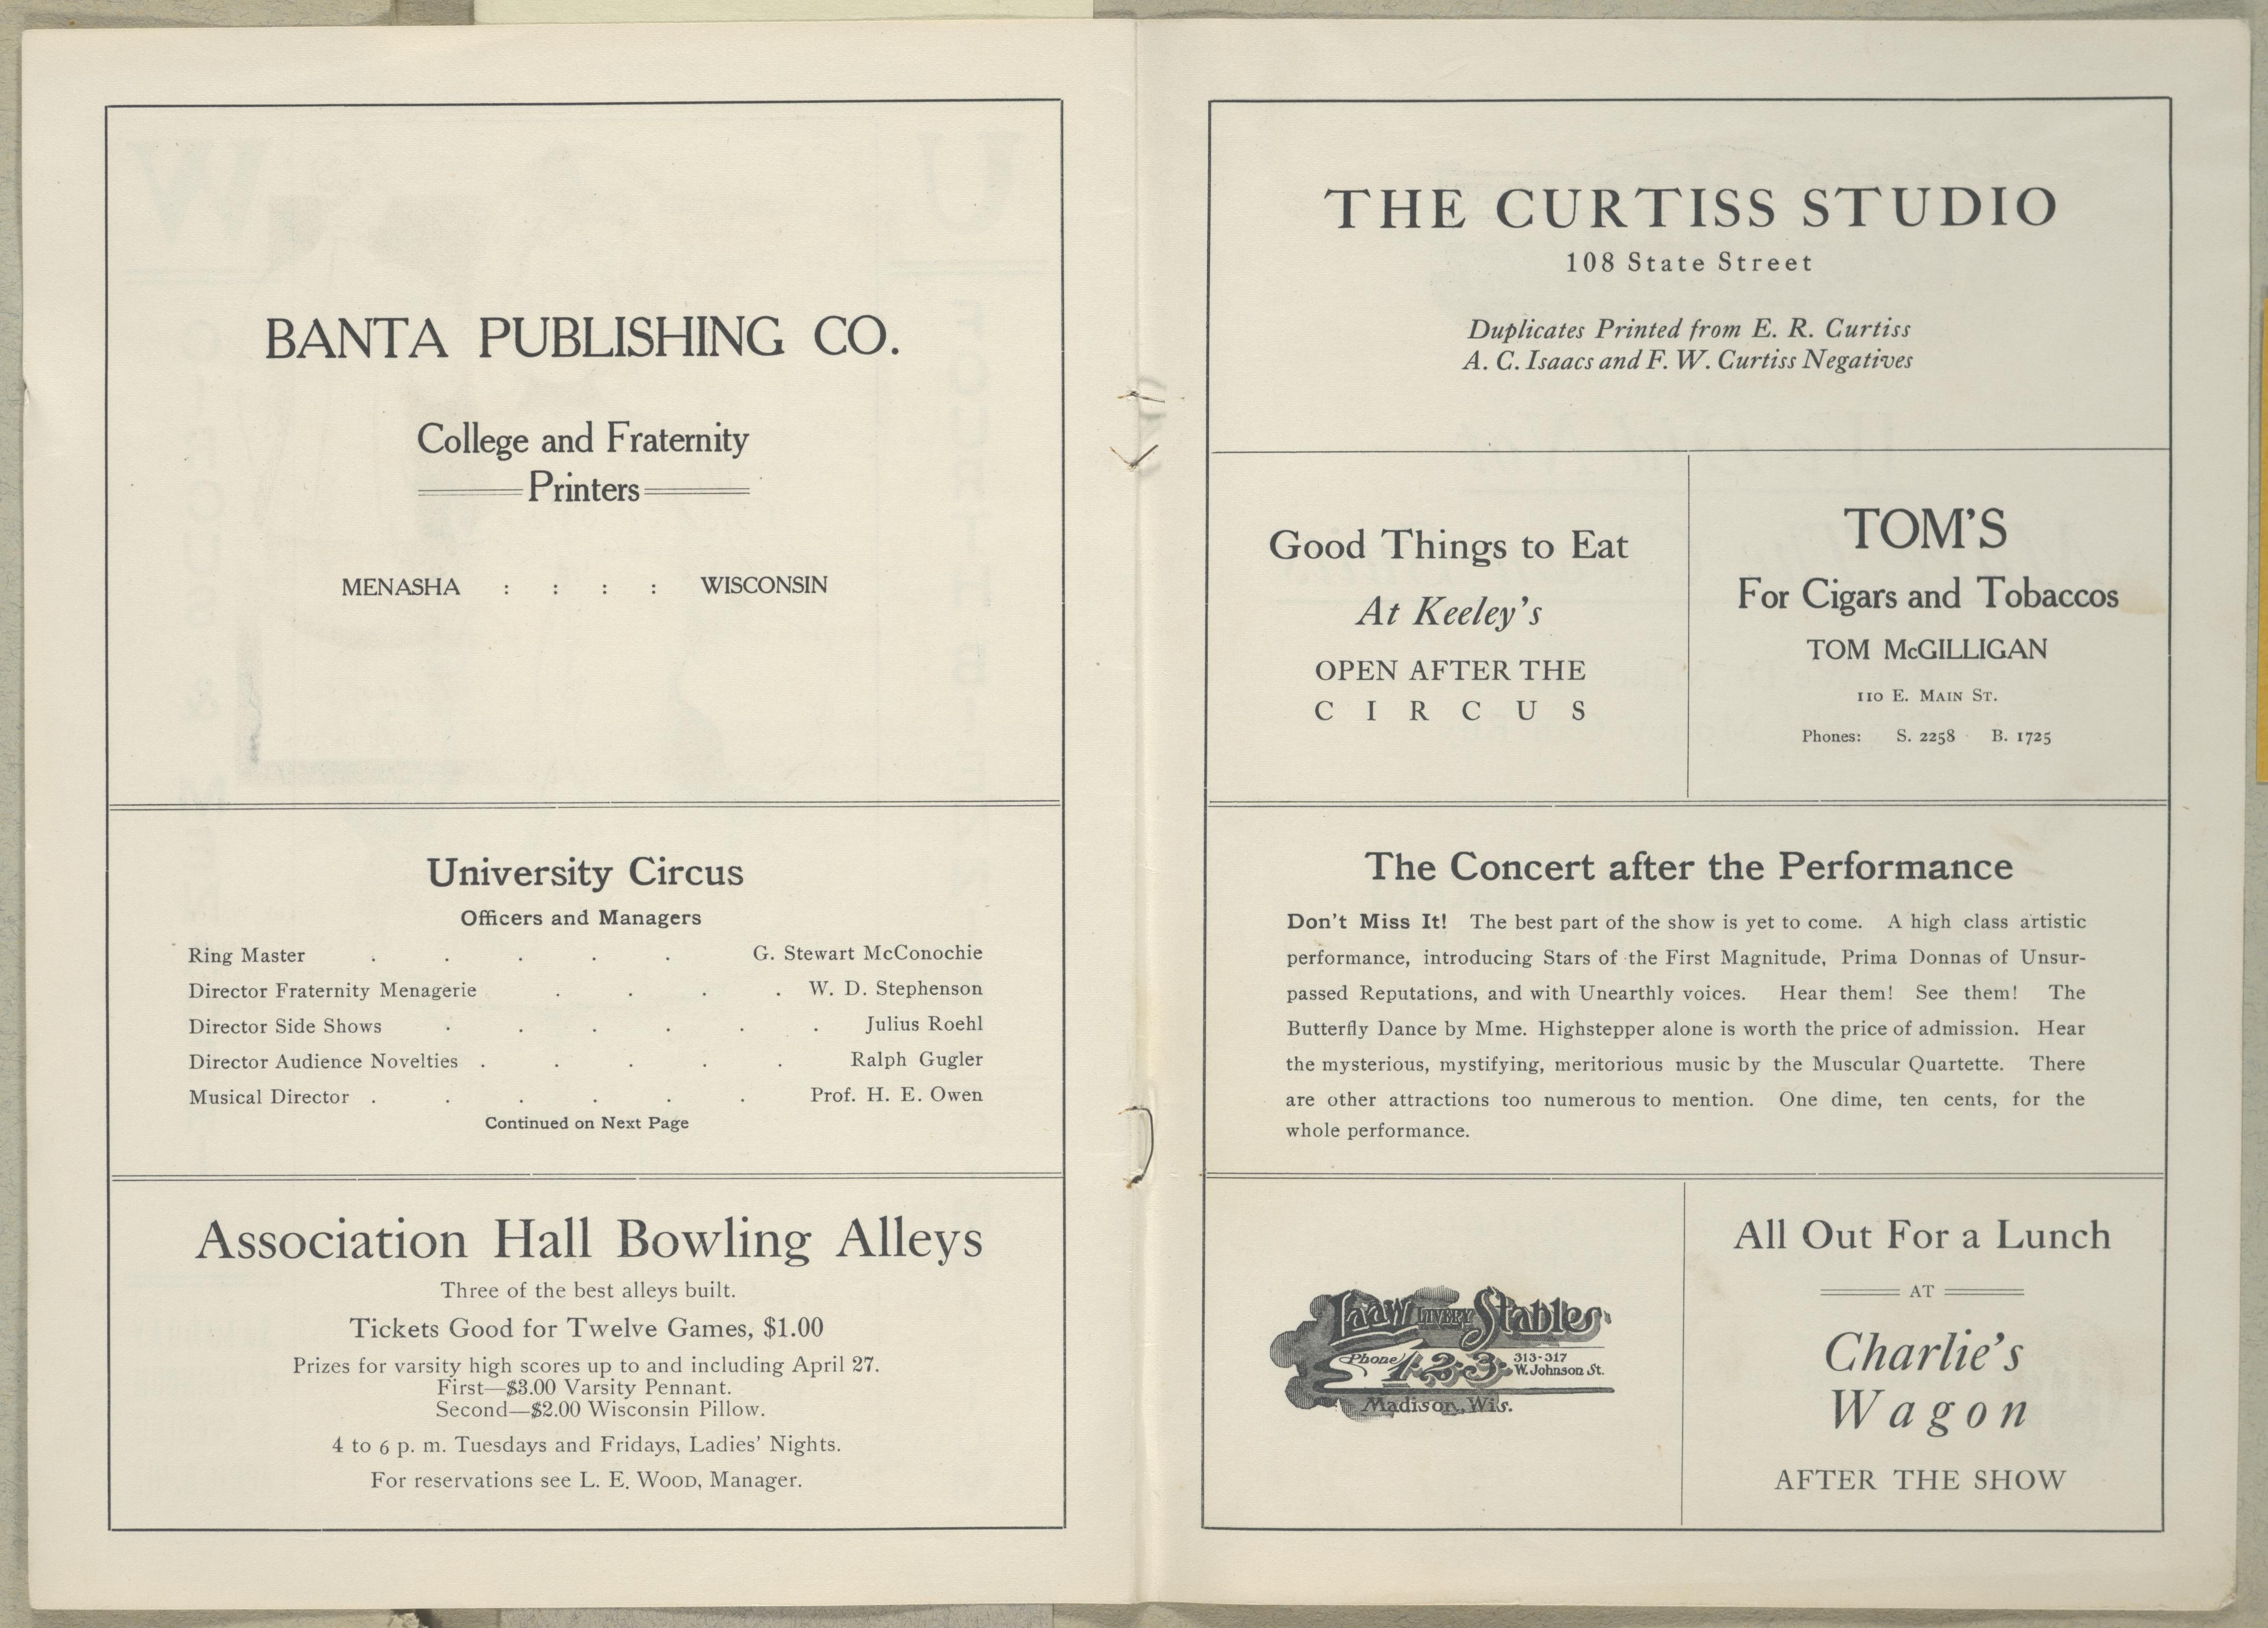 BANTA PUBLISHING CO.
College and Fraternity
Printers
MENASHA : : : : WISCONSIN
University Circus
Officers and Managers
Ring Master . . . . . G. Stewart McConochie
Director Fraternity Menagerie . . . . W. D. Stephenson
Director Side Shows . . . . . . Julius Roehl
Director Audience Novelties . . . . . Ralph Gugler
Musical Director . . . . . . Prof. H. E. Owen
Continued on Next Page
Association Hall Bowling Alleys
Three of the best alleys built.
Tickets Good for Twelve Games, $1.00
Prizes for varsity high scores up to and including April 27.
First—$3.00 Varsity Pennant.
Second—$2.00 Wisconsin Pillow.
4 to 6 p. m. Tuesdays and Fridays, Ladies' Nights.
For reservations see L. E. WOOD, Manager.
THE CURTISS STUDIO
108 State Street
Duplicates Printed from E. R. Curtiss
A. C. Isaacs and F. W. Curtiss Negatives
Good Things to Eat
At Keeley's
OPEN AFTER THE
CIRCUS
TOM'S
For Cigars and Tobaccos
TOM McGILLIGAN
110 E. MAIN ST.
Phones: S. 2258 B. 1725
The Concert after the Performance
Don't Miss It! The best part of the show is yet to come. A high class artistic
performance, introducing Stars of the First Magnitude, Prima Donnas of Unsur-
passed Reputations, and with Unearthly voices. Hear them! See them! The
Butterfly Dance by Mme. Highstepper alone is worth the price of admission. Hear
the mysterious, mystifying, meritorious music by the Muscular Quartette. There
are other attractions too numerous to mention. One dime, ten cents, for the
whole performance.
Laaw LIVERY Stables.
Phone 1-2-3 313-317
W. Johnson St.
Madison, Wis.
All Out For a Lunch
AT
Charlie's
Wagon
AFTER THE SHOW